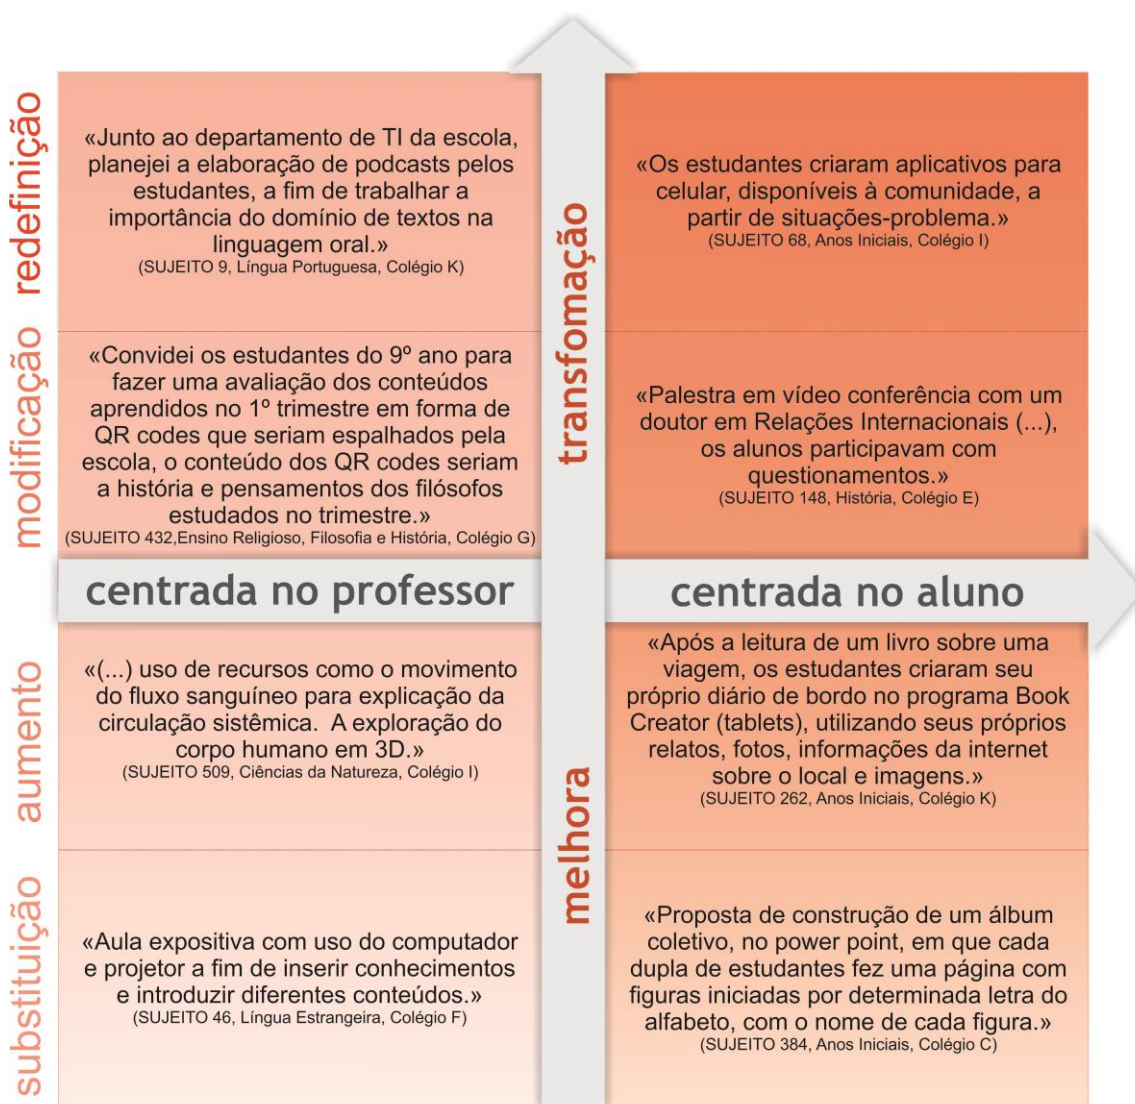 redefinição
«Junto ao departamento de TI da escola,
planejei a elaboração de podcasts pelos
estudantes, a fim de trabalhar a
importância do domínio de textos na
linguagem oral.»
(SUJEITO 9, Língua Portuguesa, Colégio K)
«Os estudantes criaram aplicativos para
celular, disponíveis à comunidade, a
partir de situações-problema.»
(SUJEITO 68, Anos Iniciais, Colégio I)
transfomação
modificação
«Convidei os estudantes do 9º ano para
fazer uma avaliação dos conteúdos
aprendidos no 1º trimestre em forma de
QR codes que seriam espalhados pela
escola, o conteúdo dos QR codes seriam
a história e pensamentos dos filósofos
estudados no trimestre.»
(SUJEITO 432,Ensino Religioso, Filosofia e História, Colégio G)
«Palestra em vídeo conferência com um
doutor em Relações Internacionais (...),
os alunos participavam com
questionamentos.»
(SUJEITO 148, História, Colégio E)
centrada no professor
centrada no aluno
aumento
«(...) uso de recursos como o movimento
do fluxo sanguíneo para explicação da
circulação sistêmica. A exploração do
corpo humano em 3D.»
(SUJEITO 509, Ciências da Natureza, Colégio I)
«Após a leitura de um livro sobre uma
viagem, os estudantes criaram seu
próprio diário de bordo no programa Book
Creator (tablets), utilizando seus próprios
relatos, fotos, informações da internet
sobre o local e imagens.»
(SUJEITO 262, Anos Iniciais, Colégio K)
melhora
substituição
«Aula expositiva com uso do computador
e projetor a fim de inserir conhecimentos
e introduzir diferentes conteúdos.»
(SUJEITO 46, Língua Estrangeira, Colégio F)
«Proposta de construção de um álbum
coletivo, no power point, em que cada
dupla de estudantes fez uma página com
figuras iniciadas por determinada letra do
alfabeto, com o nome de cada figura.»
(SUJEITO 384, Anos Iniciais, Colégio C)